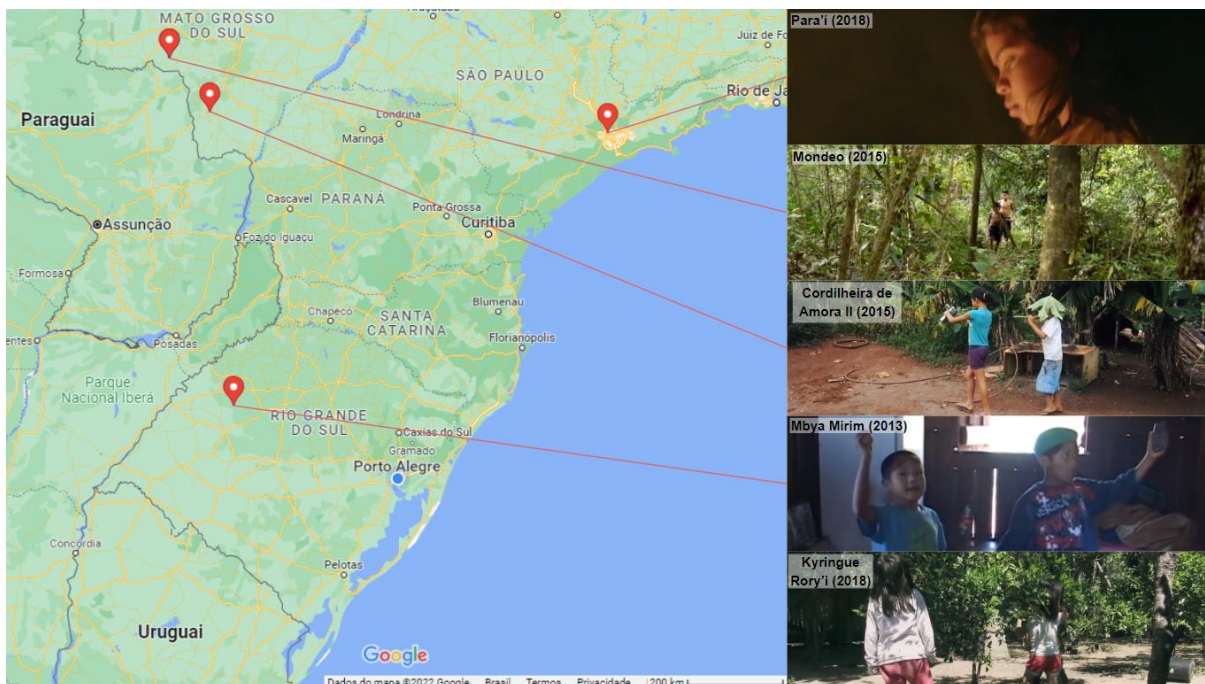 MATO GROSSO
DO SUL
Juiz de Fo
SÃO PAULO
Rio de Ja
Paraguai
Londrina
Maringá
Cascavel
PARANÁ
Ponta Grossa
Assunção
Curitiba
Foz do Iguaçu
Formosa
Blumenau
Chapecó
SANTA
CATARINA
Florianópolis
entes
Posadas
Parque
Nacional Iberá
RIO GRANDE
DO SUL
Caxias do Sul
Gramado
Porto Alegre
Concórdia
Pelotas
Uruguai
Google
Dados do mapa ©2022 Google Brasil Termos Privacidade 200 km
Para'í (2018)
Mondeo (2015)
Cordilheira de
Amora II (2015)
Mbya Mirim (2013)
Kyringue
Rory'i (2018)